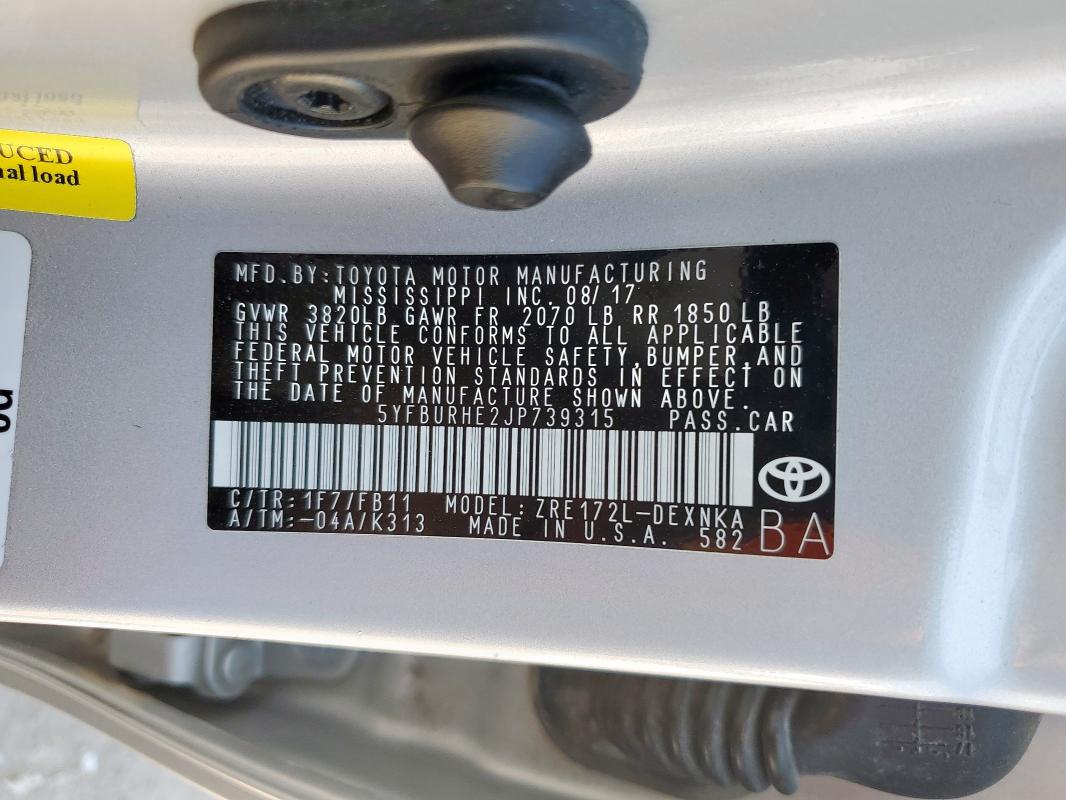 UCED
al load
MFD.BY:TOYOTA MOTOR MANUFACTURING
MISSISSIPPI INC. 08/17
GVWR 3820LB GAWR FR 2070 LB RR 1850 LB
THIS VEHICLE CONFORMS TO ALL APPLICABLE
FEDERAL MOTOR VEHICLE SAFETY,BUMPER,AND
THEFT PREVENTION STANDARDS IN EFFECT ON
THE DATE OF MANUFACTURE SHOWN ABOVE.
5YFBURHE2JP739315 PASS.CAR
C/TR:1F7/FB11 MODEL:ZRE172L-DEXNKA
A/TM:-04A/K313 MADE IN U.S.A. 582 BA